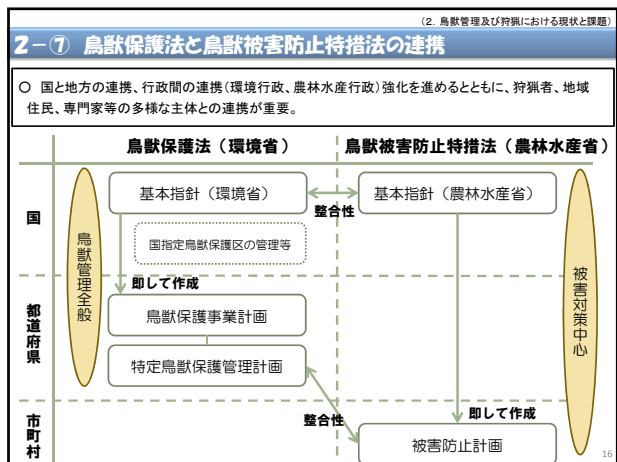 （2．鳥獣管理及び狩猟における現状と課題）
2－⑦ 鳥獣保護法と鳥獣被害防止特措法の連携
○ 国と地方の連携、行政間の連携（環境行政、農林水産行政）強化を進めるとともに、狩猟者、地域
住民、専門家等の多様な主体との連携が重要。
鳥獣保護法（環境省）
鳥獣被害防止特措法（農林水産省）
国
鳥獣管理全般
基本指針（環境省）
整合性
基本指針（農林水産省）
国指定鳥獣保護区の管理等
被害対策中心
即して作成
都道府県
鳥獣保護事業計画
特定鳥獣保護管理計画
市町村
整合性
即して作成
被害防止計画
16